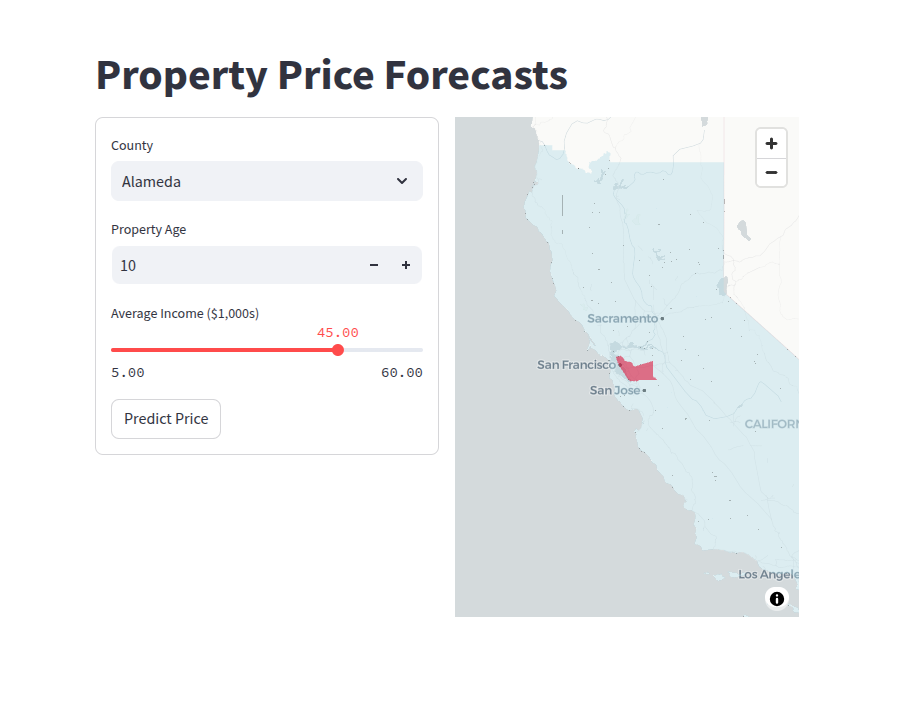 Property Price Forecasts
County
Alameda
Property Age
10
Average Income ($1,000s)
45.00
5.00
60.00
Predict Price
Sacramento
San Francisco
San Jose
CALIFORN
Los Angele